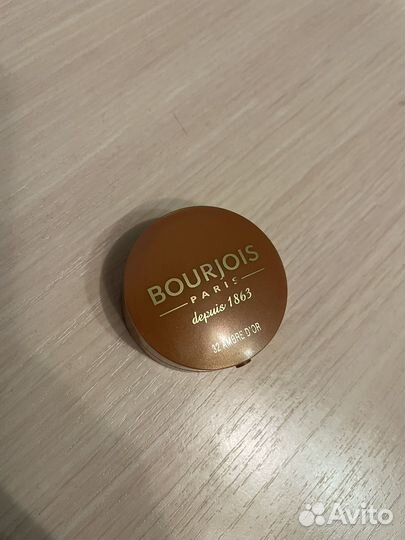 BOURJOIS
PARIS
depuis 1863
32 AMBRE D'OR
Avito